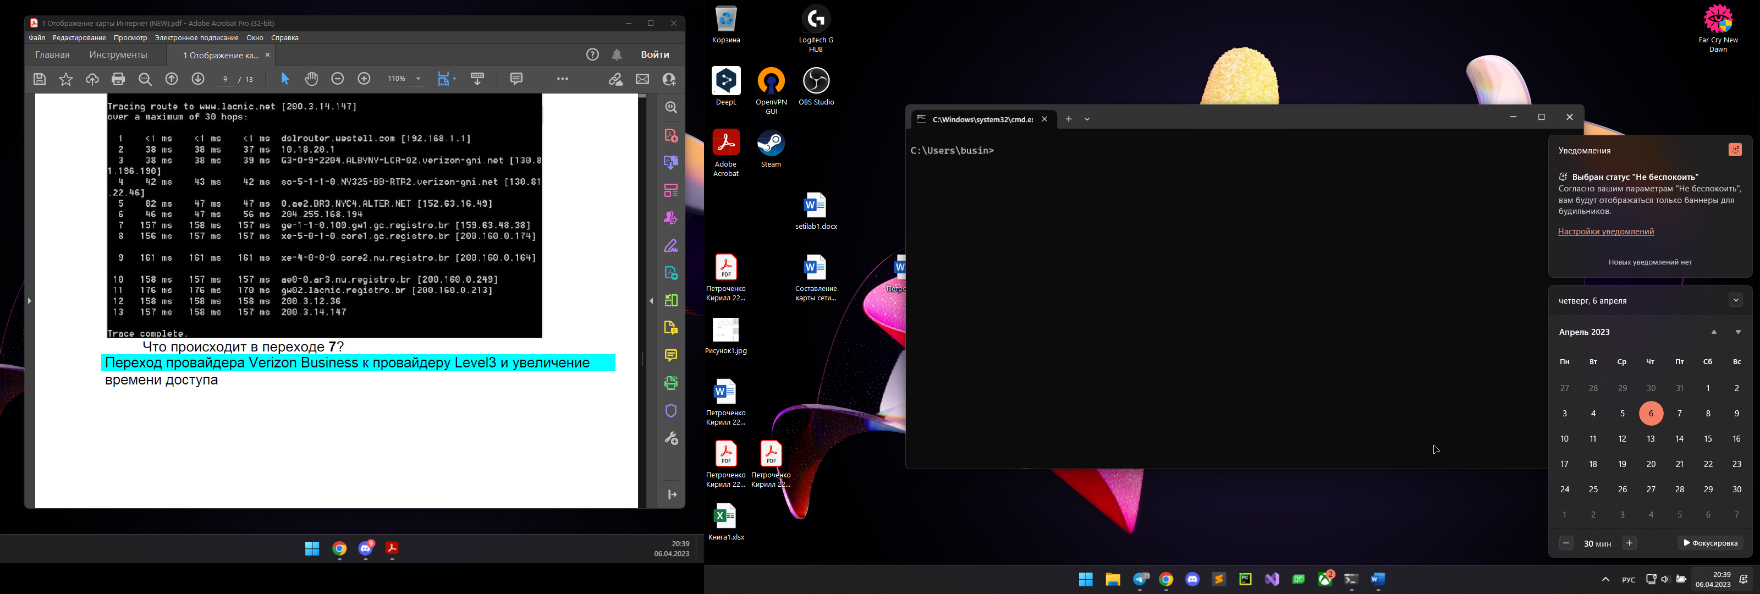 1 Отображение карты Интернет (NEW).pdf - Adobe Acrobat Pro (32-bit)
Файл Редактирование Просмотр Электронное подписание Окно Справка
Главная Инструменты 1 Отображение ка... × Войти
9 / 13 110%
Tracing route to www.lacnic.net [200.3.14.147]
over a maximum of 30 hops:
1 <1 ms <1 ms <1 ms dslrouter.westell.com [192.168.1.1]
2 38 ms 38 ms 37 ms 10.18.20.1
3 38 ms 38 ms 39 ms G3-0-9-2204.ALBYNY-LCR-02.verizon-gni.net [130.8
1.196.190]
4 42 ms 43 ms 42 ms so-5-1-1-0.NY325-BB-RTR2.verizon-gni.net [130.81
.22.46]
5 82 ms 47 ms 47 ms 0.ae2.BR3.NYC4.ALTER.NET [152.63.16.49]
6 46 ms 47 ms 56 ms 204.255.168.194
7 157 ms 158 ms 157 ms ge-1-1-0.100.gw1.gc.registro.br [159.63.48.38]
8 156 ms 157 ms 157 ms xe-5-0-1-0.core1.gc.registro.br [200.160.0.174]
9 161 ms 161 ms 161 ms xe-4-0-0-0.core2.nu.registro.br [200.160.0.164]
10 158 ms 157 ms 157 ms ae0-0.ar3.nu.registro.br [200.160.0.249]
11 176 ms 176 ms 170 ms gw02.lacnic.registro.br [200.160.0.213]
12 158 ms 158 ms 158 ms 200.3.12.36
13 157 ms 158 ms 157 ms 200.3.14.147
Trace complete.
Что происходит в переходе 7?
Переход провайдера Verizon Business к провайдеру Level3 и увеличение
времени доступа
20:39
06.04.2023
Корзина
Logitech G
HUB
DeepL
OpenVPN
GUI
OBS Studio
Adobe
Acrobat
Steam
setilab1.docx
Петроченко
Кирилл 22...
Составление
карты сети...
Рисунок1.jpg
Петроченко
Кирилл 22...
Петроченко
Кирилл 22...
Петроченко
Кирилл 22...
Книга1.xlsx
Far Cry New
Dawn
C:\Windows\system32\cmd.e:
C:\Users\busin>
Уведомления
Выбран статус "Не беспокоить"
Согласно вашим параметрам "Не беспокоить",
вам будут отображаться только баннеры для
будильников.
Настройки уведомлений
Новых уведомлений нет
четверг, 6 апреля
Апрель 2023
Пн Вт Ср Чт Пт Сб Вс
27 28 29 30 31 1 2
3 4 5 6 7 8 9
10 11 12 13 14 15 16
17 18 19 20 21 22 23
24 25 26 27 28 29 30
1 2 3 4 5 6 7
30 мин Фокусировка
РУС
20:39
06.04.2023